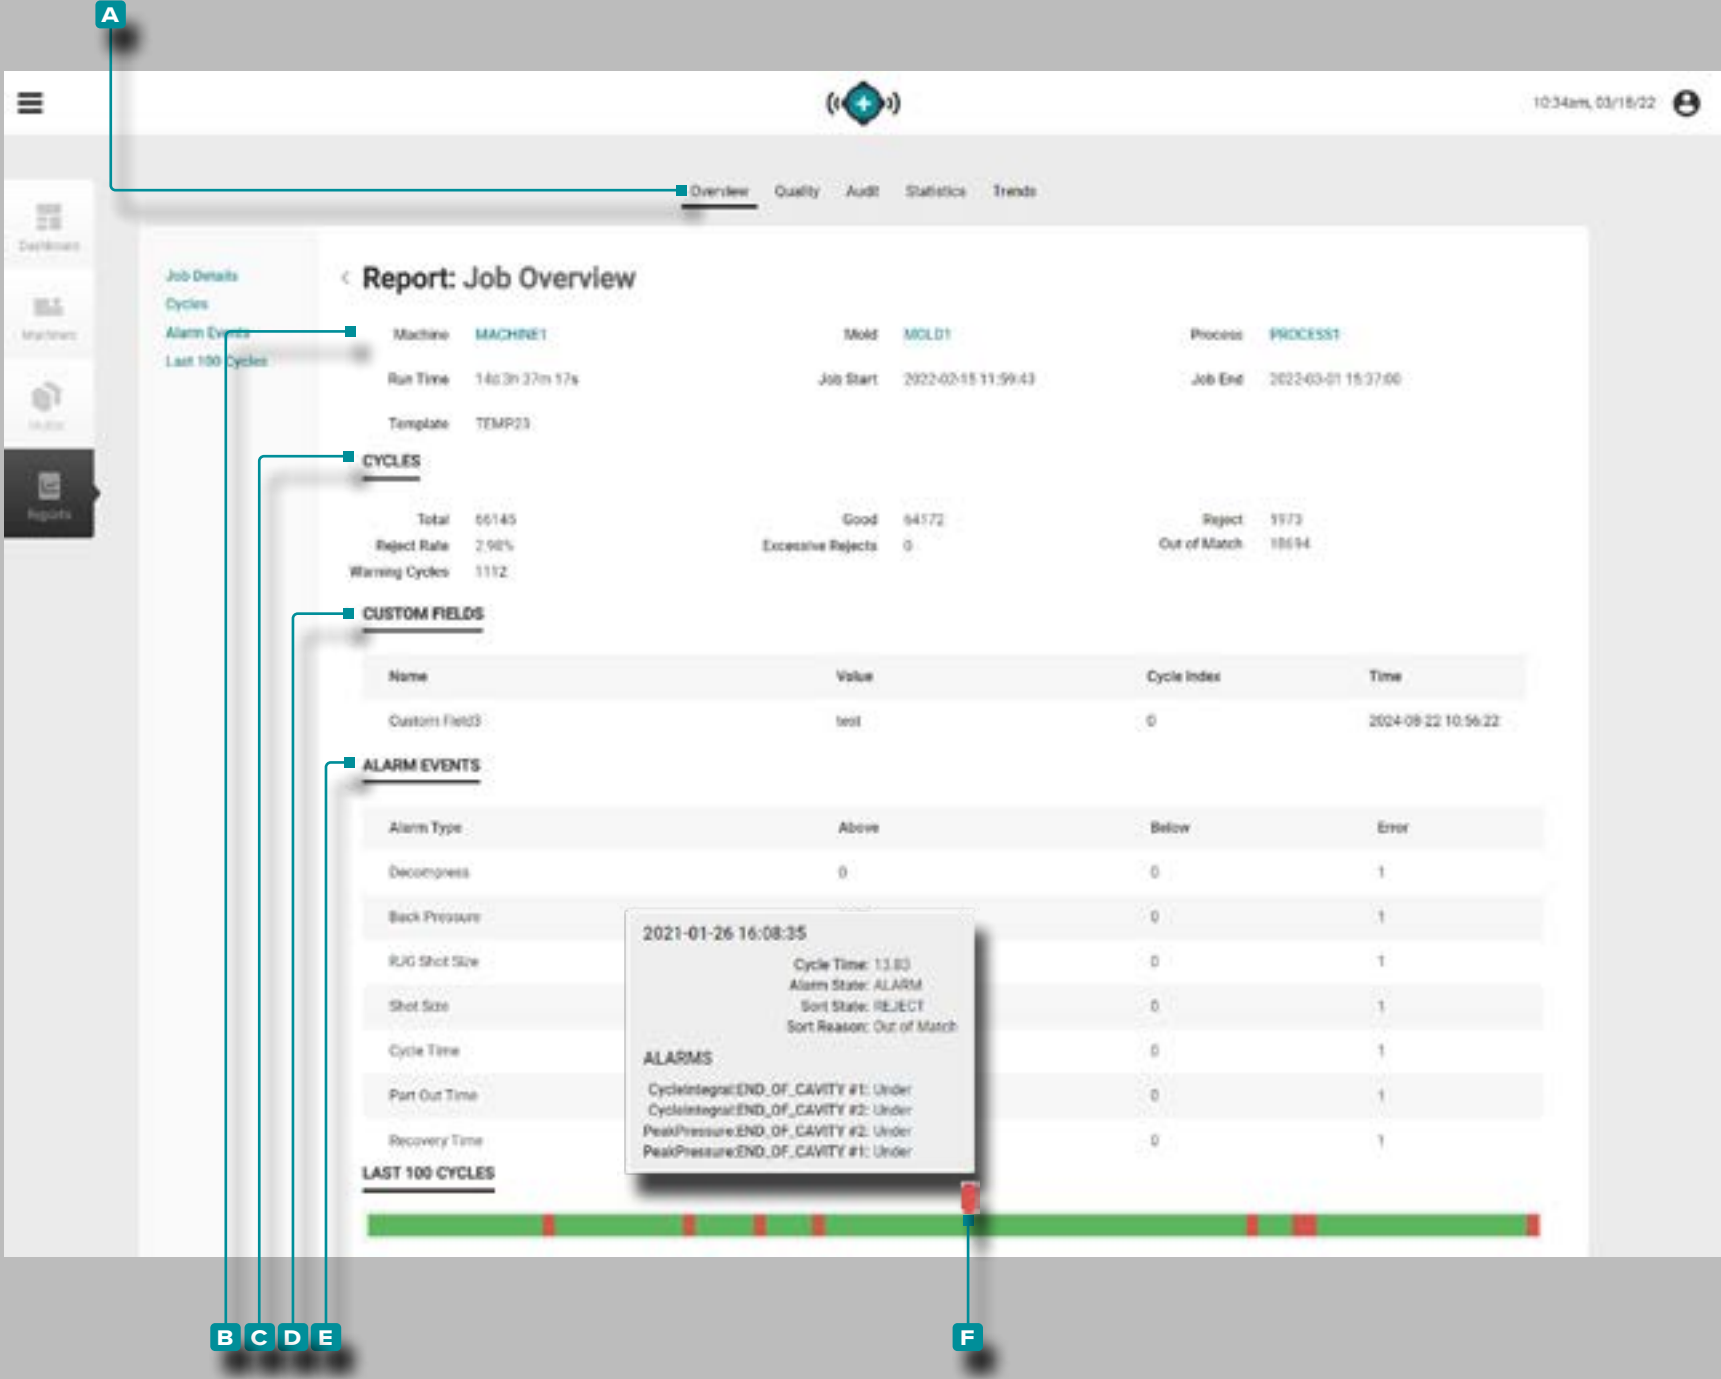 A
10:34am, 03/18/22
Overview Quality Audit Statistics Trends
Dashboard
Machines
Reports
Job Details
Cycles
Alarm Events
Last 100 Cycles
< Report: Job Overview
Machine MACHINE1 Mold MOLD1 Process PROCESS1
Run Time 14d 3h 37m 17s Job Start 2022-02-15 11:59:43 Job End 2022-03-01 15:37:00
Template TEMP23
CYCLES
Total 66145 Good 64172 Reject 1973
Reject Rate 2.98% Excessive Rejects 0 Out of Match 18694
Warning Cycles 1112
CUSTOM FIELDS
Name Value Cycle Index Time
Custom Field3 test 0 2024-08-22 10:56:22
ALARM EVENTS
Alarm Type Above Below Error
Decompress 0 0 1
Back Pressure 0 1
RJG Shot Size 0 1
Shot Size 0 1
Cycle Time 0 1
Part Out Time 0 1
Recovery Time 0 1
2021-01-26 16:08:35
Cycle Time: 13.83
Alarm State: ALARM
Sort State: REJECT
Sort Reason: Out of Match
ALARMS
CycleIntegral:END_OF_CAVITY #1: Under
CycleIntegral:END_OF_CAVITY #2: Under
PeakPressure:END_OF_CAVITY #2: Under
PeakPressure:END_OF_CAVITY #1: Under
LAST 100 CYCLES
B C D E F